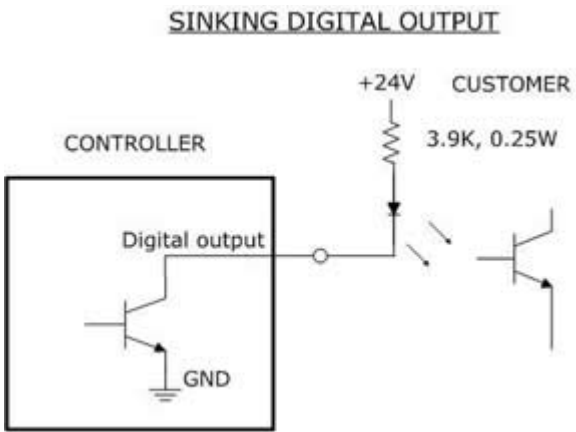 SINKING DIGITAL OUTPUT
+24V
CUSTOMER
3.9K, 0.25W
CONTROLLER
Digital output
GND